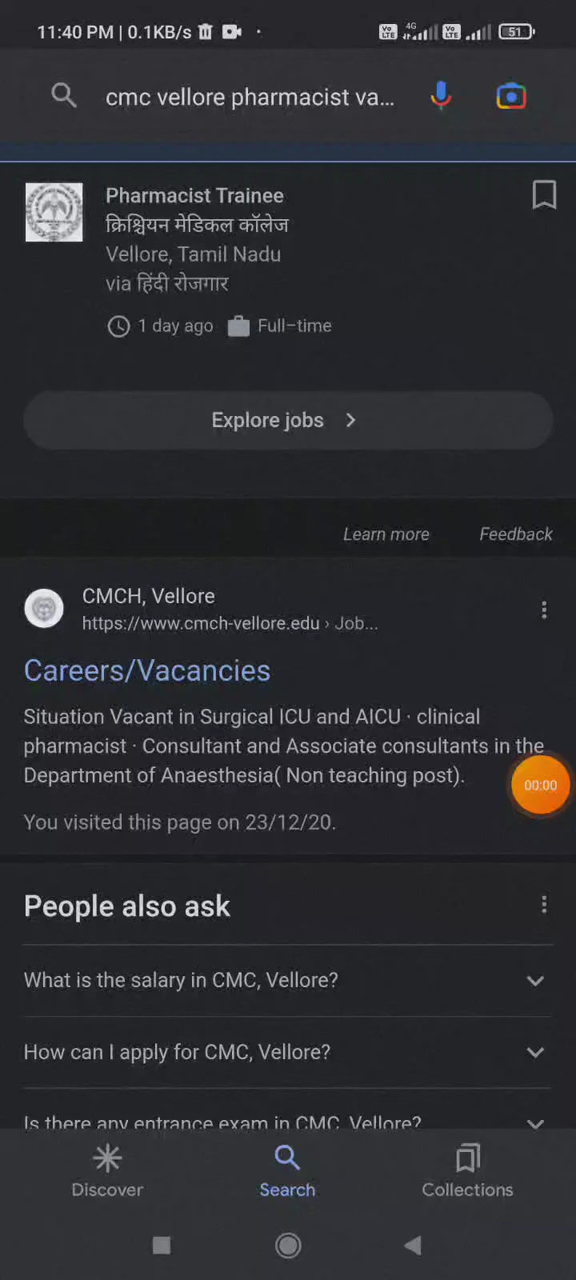 11:40 PM | 0.1KB/s
4G
51
cmc vellore pharmacist va...
Pharmacist Trainee
क्रिश्चियन मेडिकल कॉलेज
Vellore, Tamil Nadu
via हिंदी रोजगार
1 day ago Full–time
Explore jobs
Learn more Feedback
CMCH, Vellore
https://www.cmch-vellore.edu › Job...
Careers/Vacancies
Situation Vacant in Surgical ICU and AICU · clinical
pharmacist · Consultant and Associate consultants in the
Department of Anaesthesia( Non teaching post).
00:00
You visited this page on 23/12/20.
People also ask
What is the salary in CMC, Vellore?
How can I apply for CMC, Vellore?
Is there any entrance exam in CMC, Vellore?
Discover Search Collections